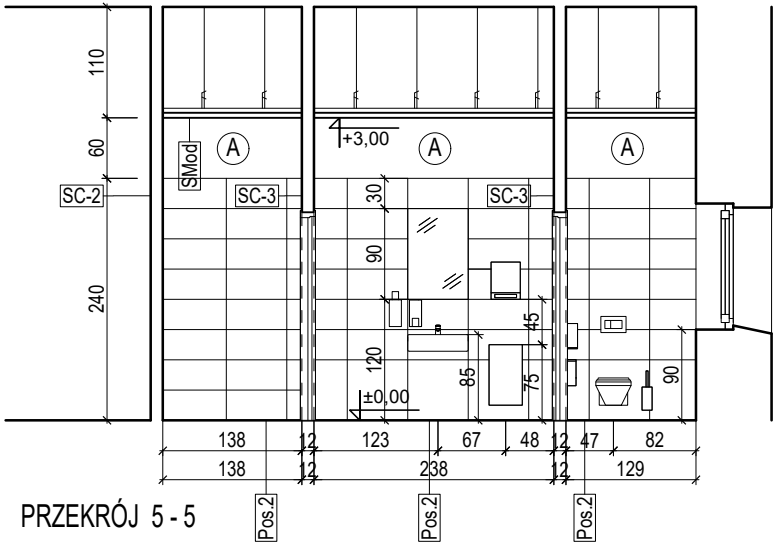 110
60
240
SC-2
SMod
A
SC-3
+3,00
A
30
90
120
±0,00
85
45
75
SC-3
A
90
138 12 123 67 48 12 47 82
138 12 238 12 129
Pos.2
Pos.2
Pos.2
PRZEKRÓJ 5 - 5